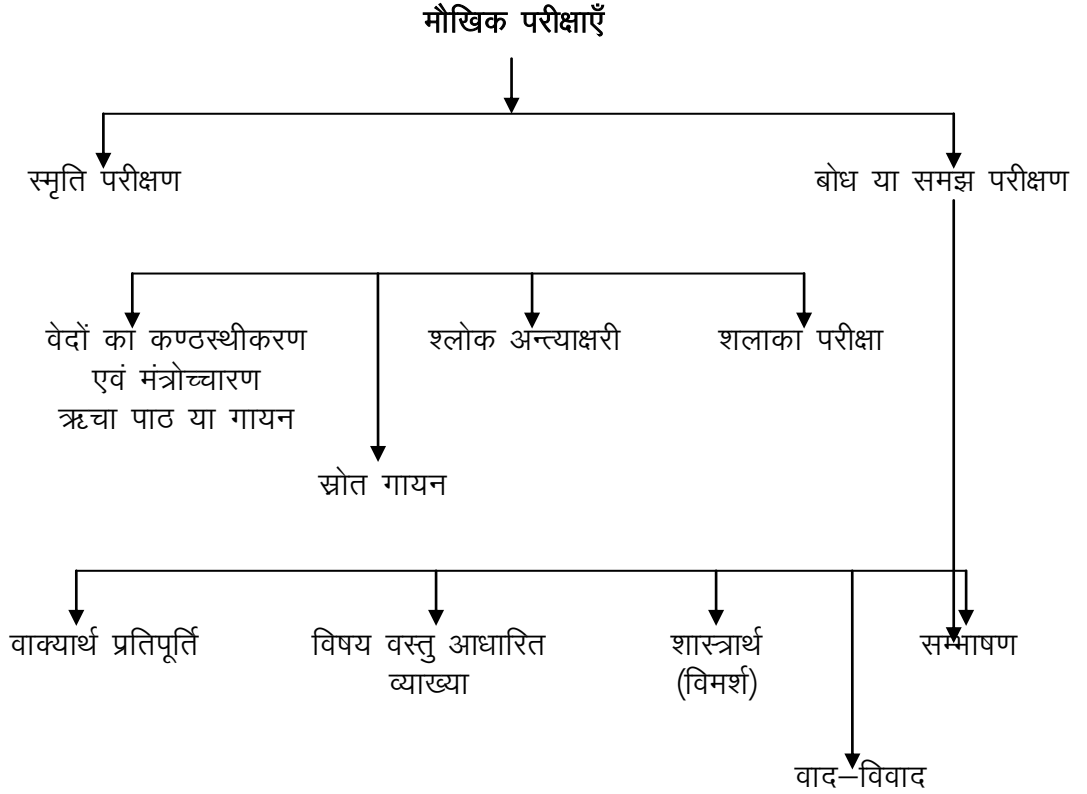 मौखिक परीक्षाएँ
स्मृति परीक्षण
बोध या समझ परीक्षण
वेदों का कण्ठस्थीकरण
एवं मंत्रोच्चारण
ऋचा पाठ या गायन
श्लोक अन्त्याक्षरी
शलाका परीक्षा
स्रोत गायन
वाक्यार्थ प्रतिपूर्ति
विषय वस्तु आधारित
व्याख्या
शास्त्रार्थ
(विमर्श)
सम्भाषण
वाद–विवाद